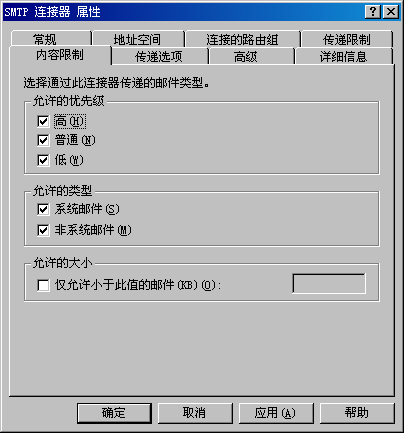 SMTP 连接器 属性
常规 地址空间 连接的路由组 传递限制
内容限制 传递选项 高级 详细信息
选择通过此连接器传递的邮件类型。
允许的优先级
高(H)
普通(N)
低(W)
允许的类型
系统邮件(S)
非系统邮件(M)
允许的大小
仅允许小于此值的邮件(KB)(O):
确定 取消 应用(A) 帮助